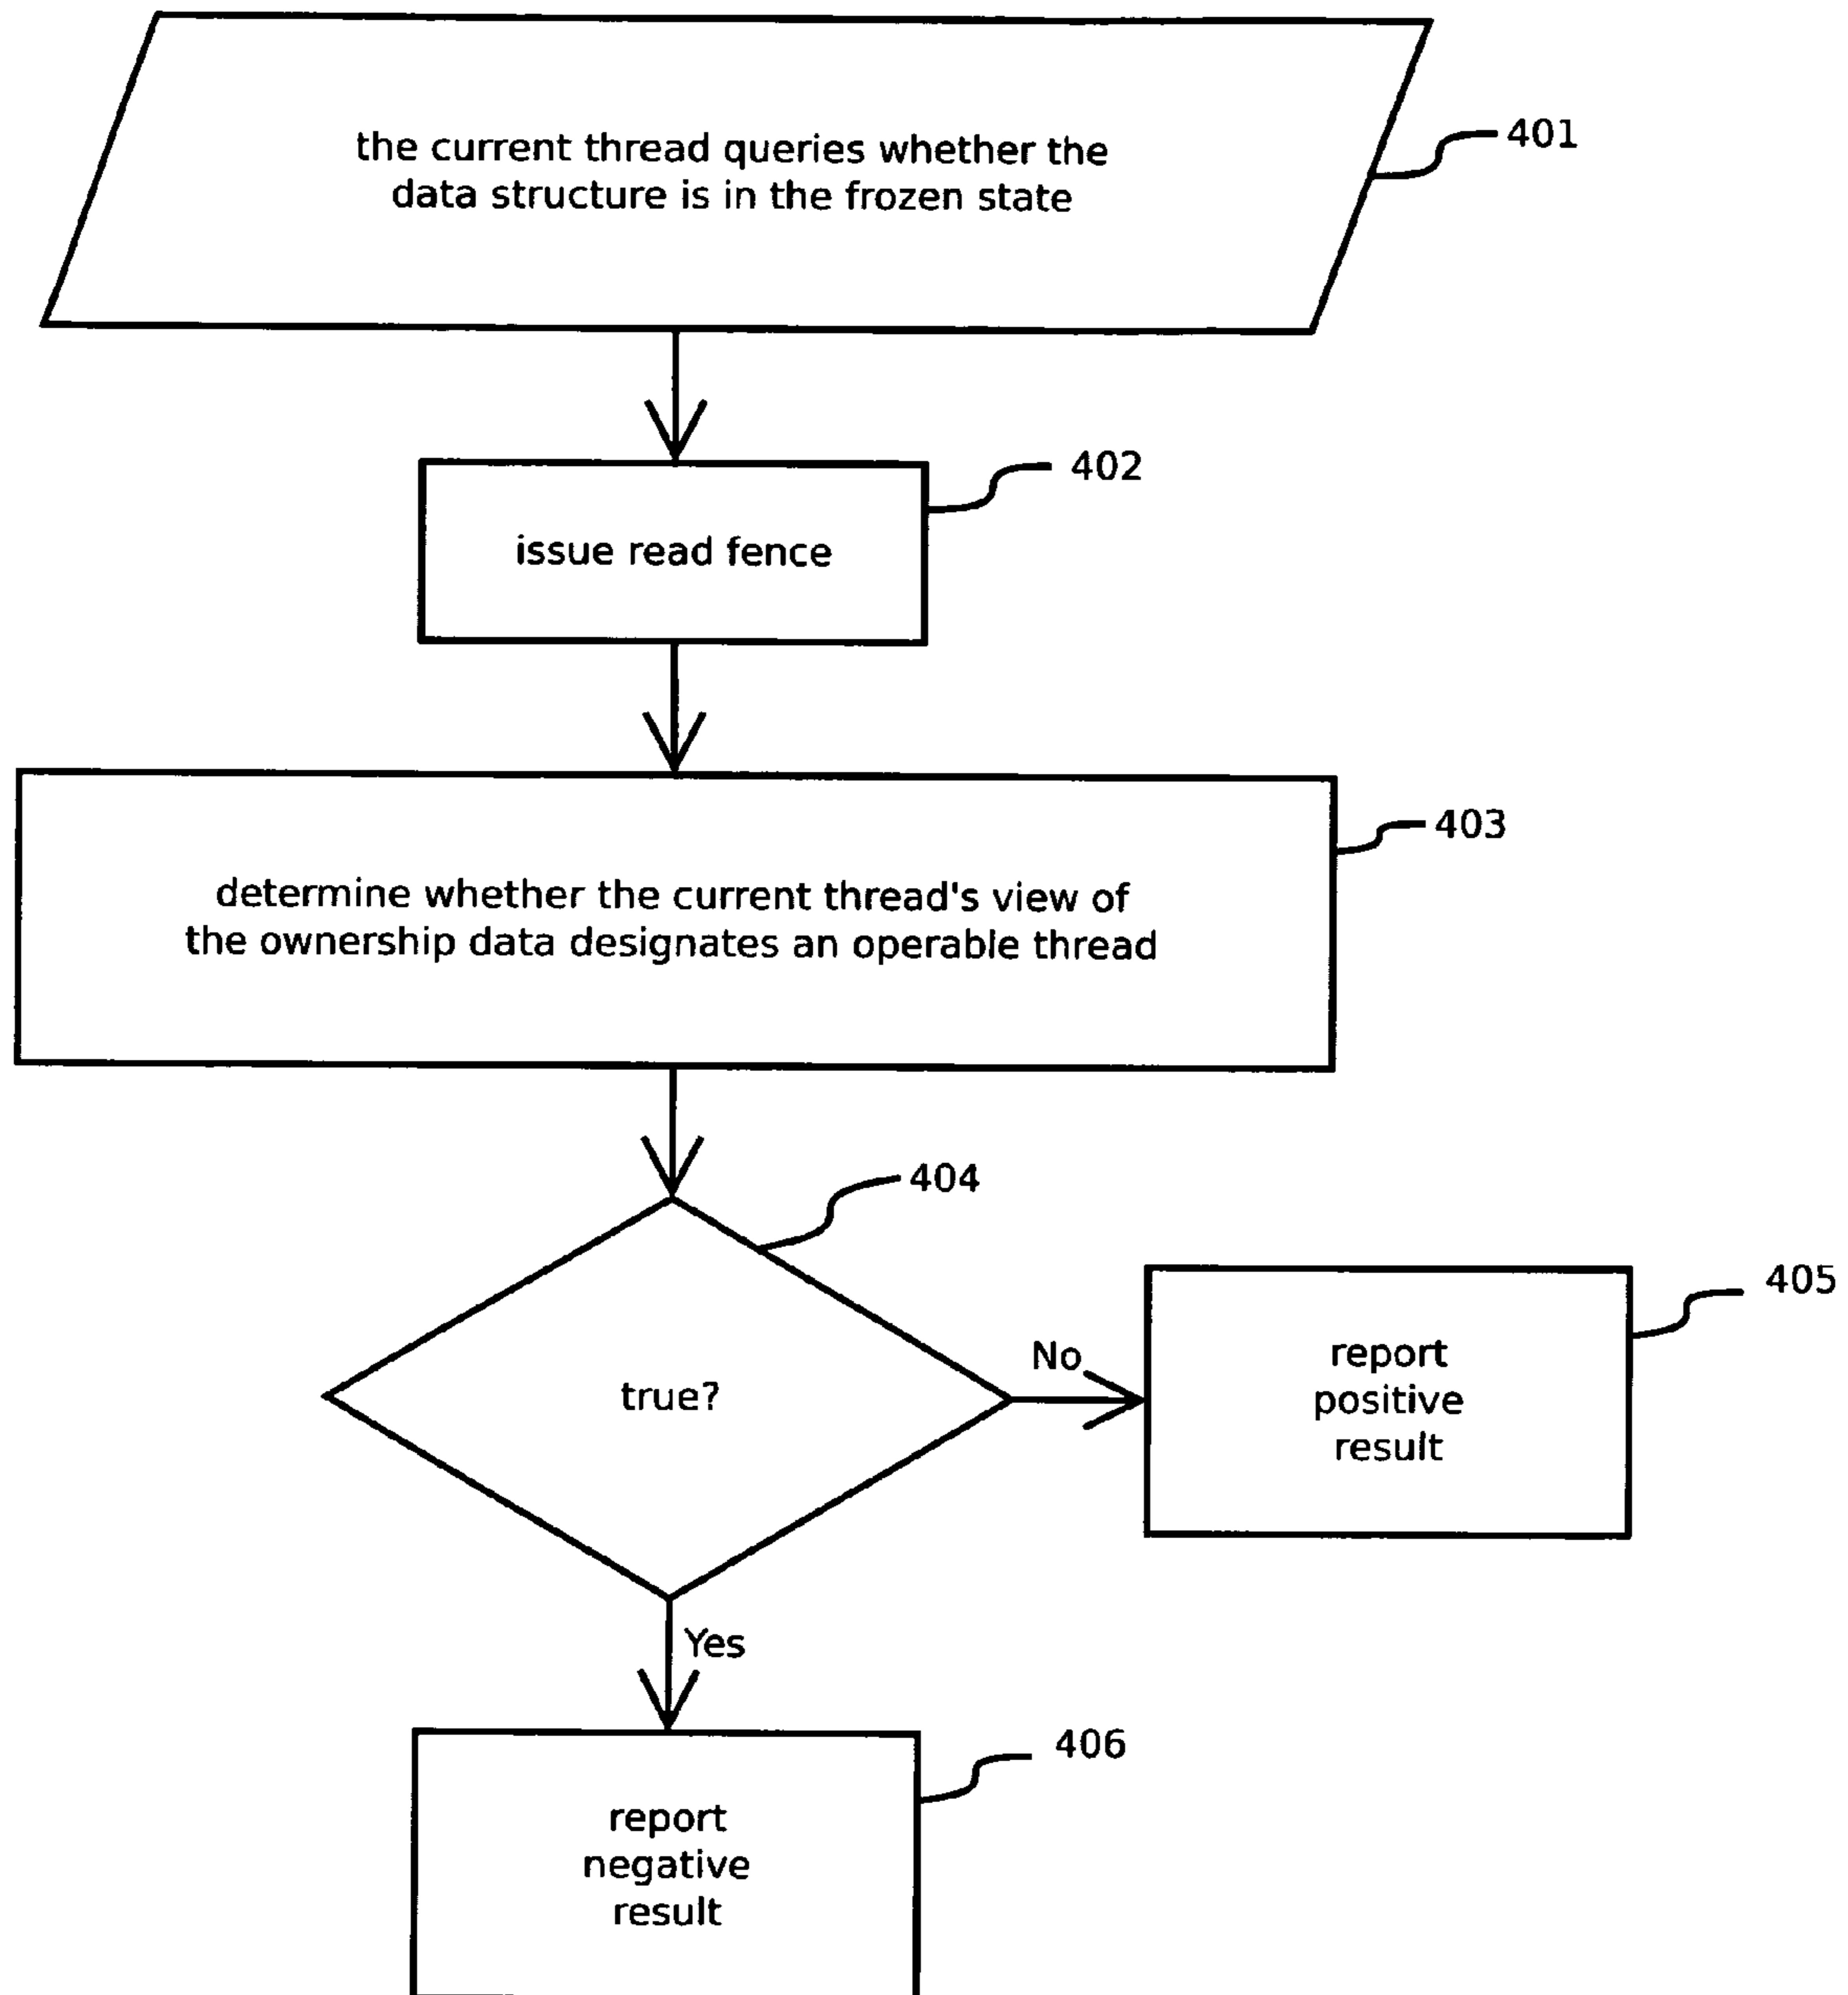 the current thread queries whether the
data structure is in the frozen state
401
402
issue read fence
403
determine whether the current thread's view of
the ownership data designates an operable thread
404
true?
No
405
report
positive
result
Yes
406
report
negative
result